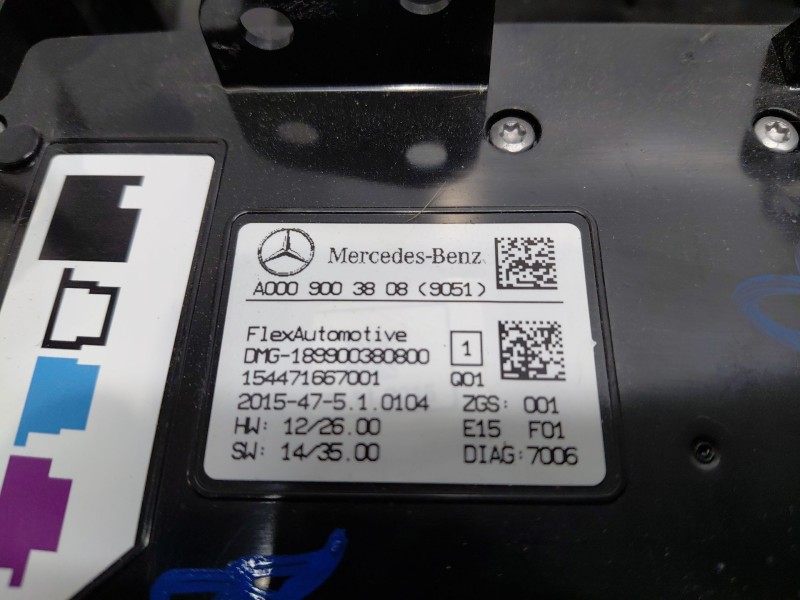 Mercedes-Benz
A000 900 38 08 (9051)
FlexAutomotive
DMG-189900380800 1
154471667001 Q01
2015-47-5.1.0104 ZGS: 001
HW: 12/26.00 E15 F01
SW: 14/35.00 DIAG:7006